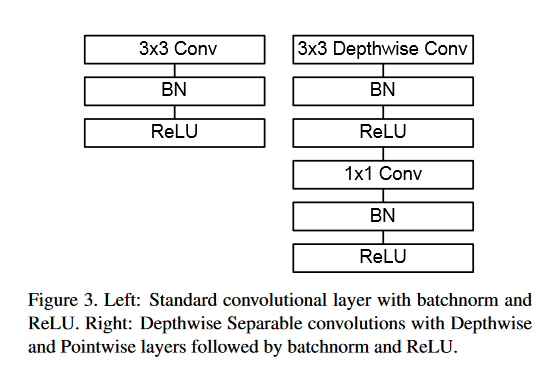 3x3 Conv
BN
ReLU
3x3 Depthwise Conv
BN
ReLU
1x1 Conv
BN
ReLU
Figure 3. Left: Standard convolutional layer with batchnorm and
ReLU. Right: Depthwise Separable convolutions with Depthwise
and Pointwise layers followed by batchnorm and ReLU.